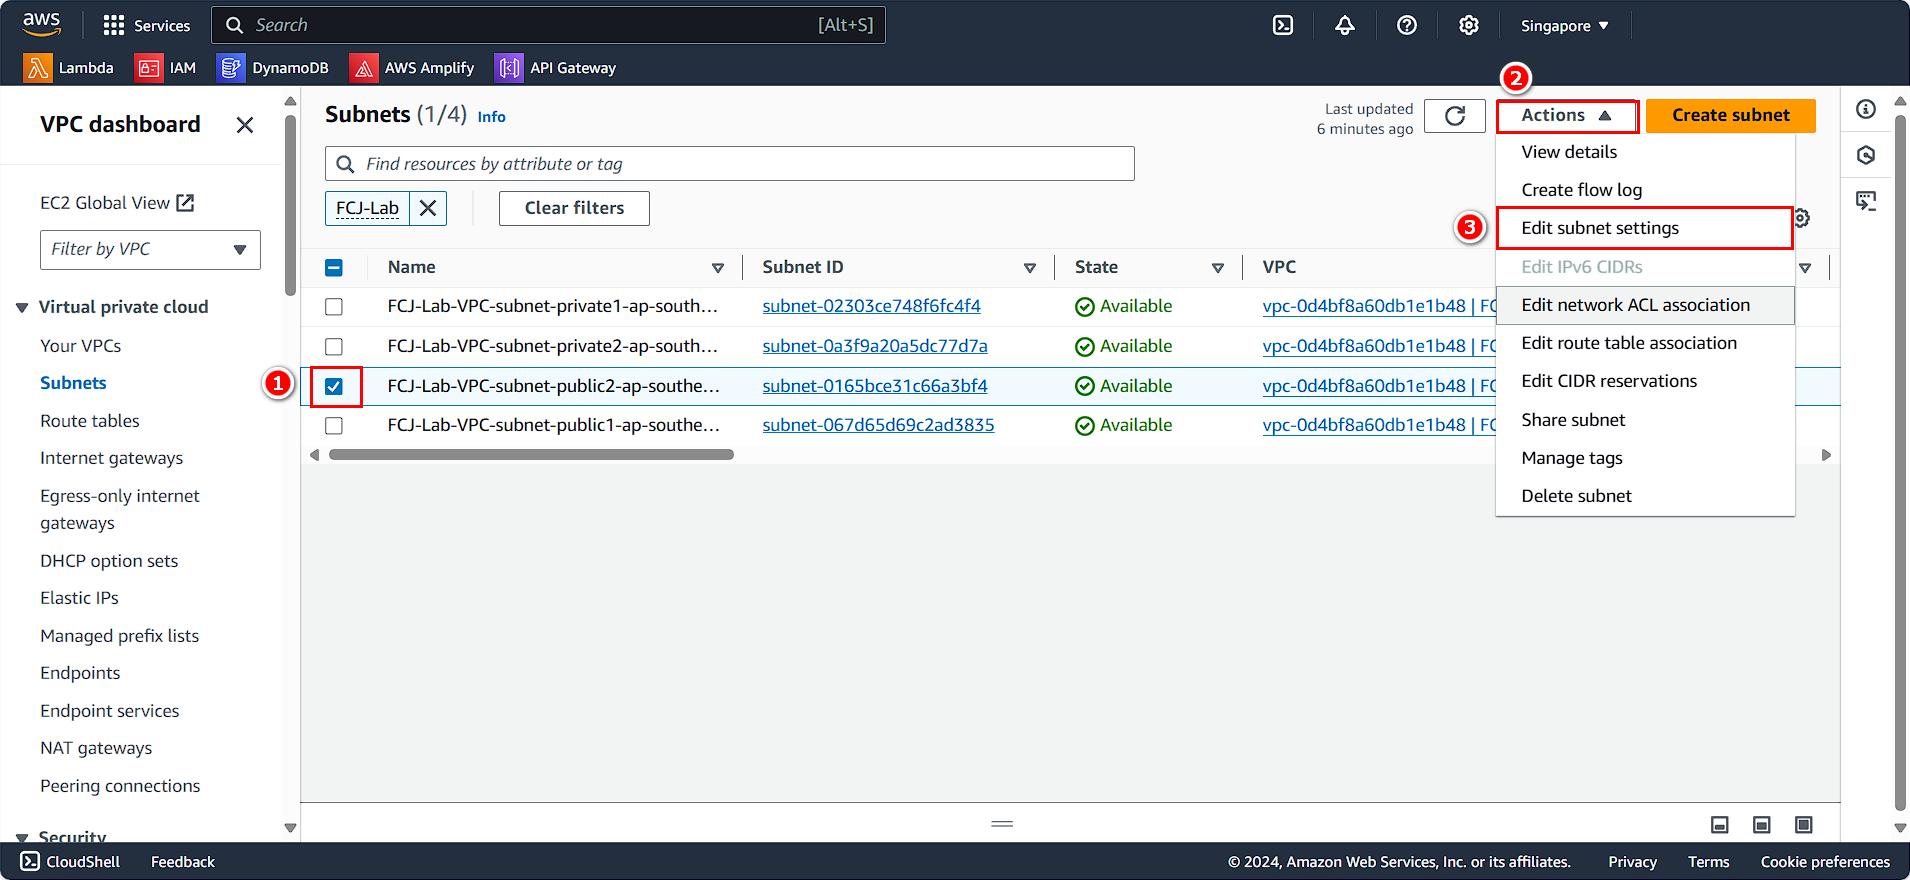 aws
Services
Search
[Alt+S]
Singapore
Lambda
IAM
DynamoDB
AWS Amplify
API Gateway
VPC dashboard
EC2 Global View
Filter by VPC
Virtual private cloud
Your VPCs
Subnets
Route tables
Internet gateways
Egress-only internet
gateways
DHCP option sets
Elastic IPs
Managed prefix lists
Endpoints
Endpoint services
NAT gateways
Peering connections
Security
Subnets (1/4) Info
Last updated
6 minutes ago
2
Actions
Create subnet
Find resources by attribute or tag
FCJ-Lab
Clear filters
Name
Subnet ID
State
VPC
FCJ-Lab-VPC-subnet-private1-ap-south... subnet-02303ce748f6fc4f4 Available vpc-0d4bf8a60db1e1b48 | FC
FCJ-Lab-VPC-subnet-private2-ap-south... subnet-0a3f9a20a5dc77d7a Available vpc-0d4bf8a60db1e1b48 | FC
1
FCJ-Lab-VPC-subnet-public2-ap-southe... subnet-0165bce31c66a3bf4 Available vpc-0d4bf8a60db1e1b48 | FC
FCJ-Lab-VPC-subnet-public1-ap-southe... subnet-067d65d69c2ad3835 Available vpc-0d4bf8a60db1e1b48 | FC
View details
Create flow log
3
Edit subnet settings
Edit IPv6 CIDRs
Edit network ACL association
Edit route table association
Edit CIDR reservations
Share subnet
Manage tags
Delete subnet
CloudShell
Feedback
© 2024, Amazon Web Services, Inc. or its affiliates.
Privacy
Terms
Cookie preferences